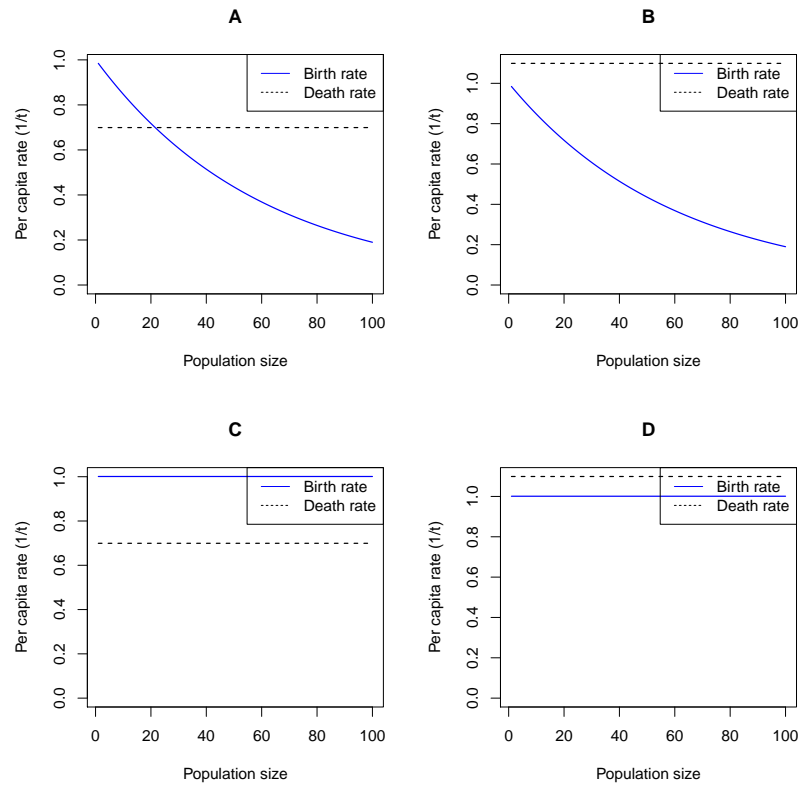 A
Per capita rate (1/t)
0.0 0.2 0.4 0.6 0.8 1.0
Birth rate
Death rate
0 20 40 60 80 100
Population size
B
Per capita rate (1/t)
0.0 0.2 0.4 0.6 0.8 1.0
Birth rate
Death rate
0 20 40 60 80 100
Population size
C
Per capita rate (1/t)
0.0 0.2 0.4 0.6 0.8 1.0
Birth rate
Death rate
0 20 40 60 80 100
Population size
D
Per capita rate (1/t)
0.0 0.2 0.4 0.6 0.8 1.0
Birth rate
Death rate
0 20 40 60 80 100
Population size